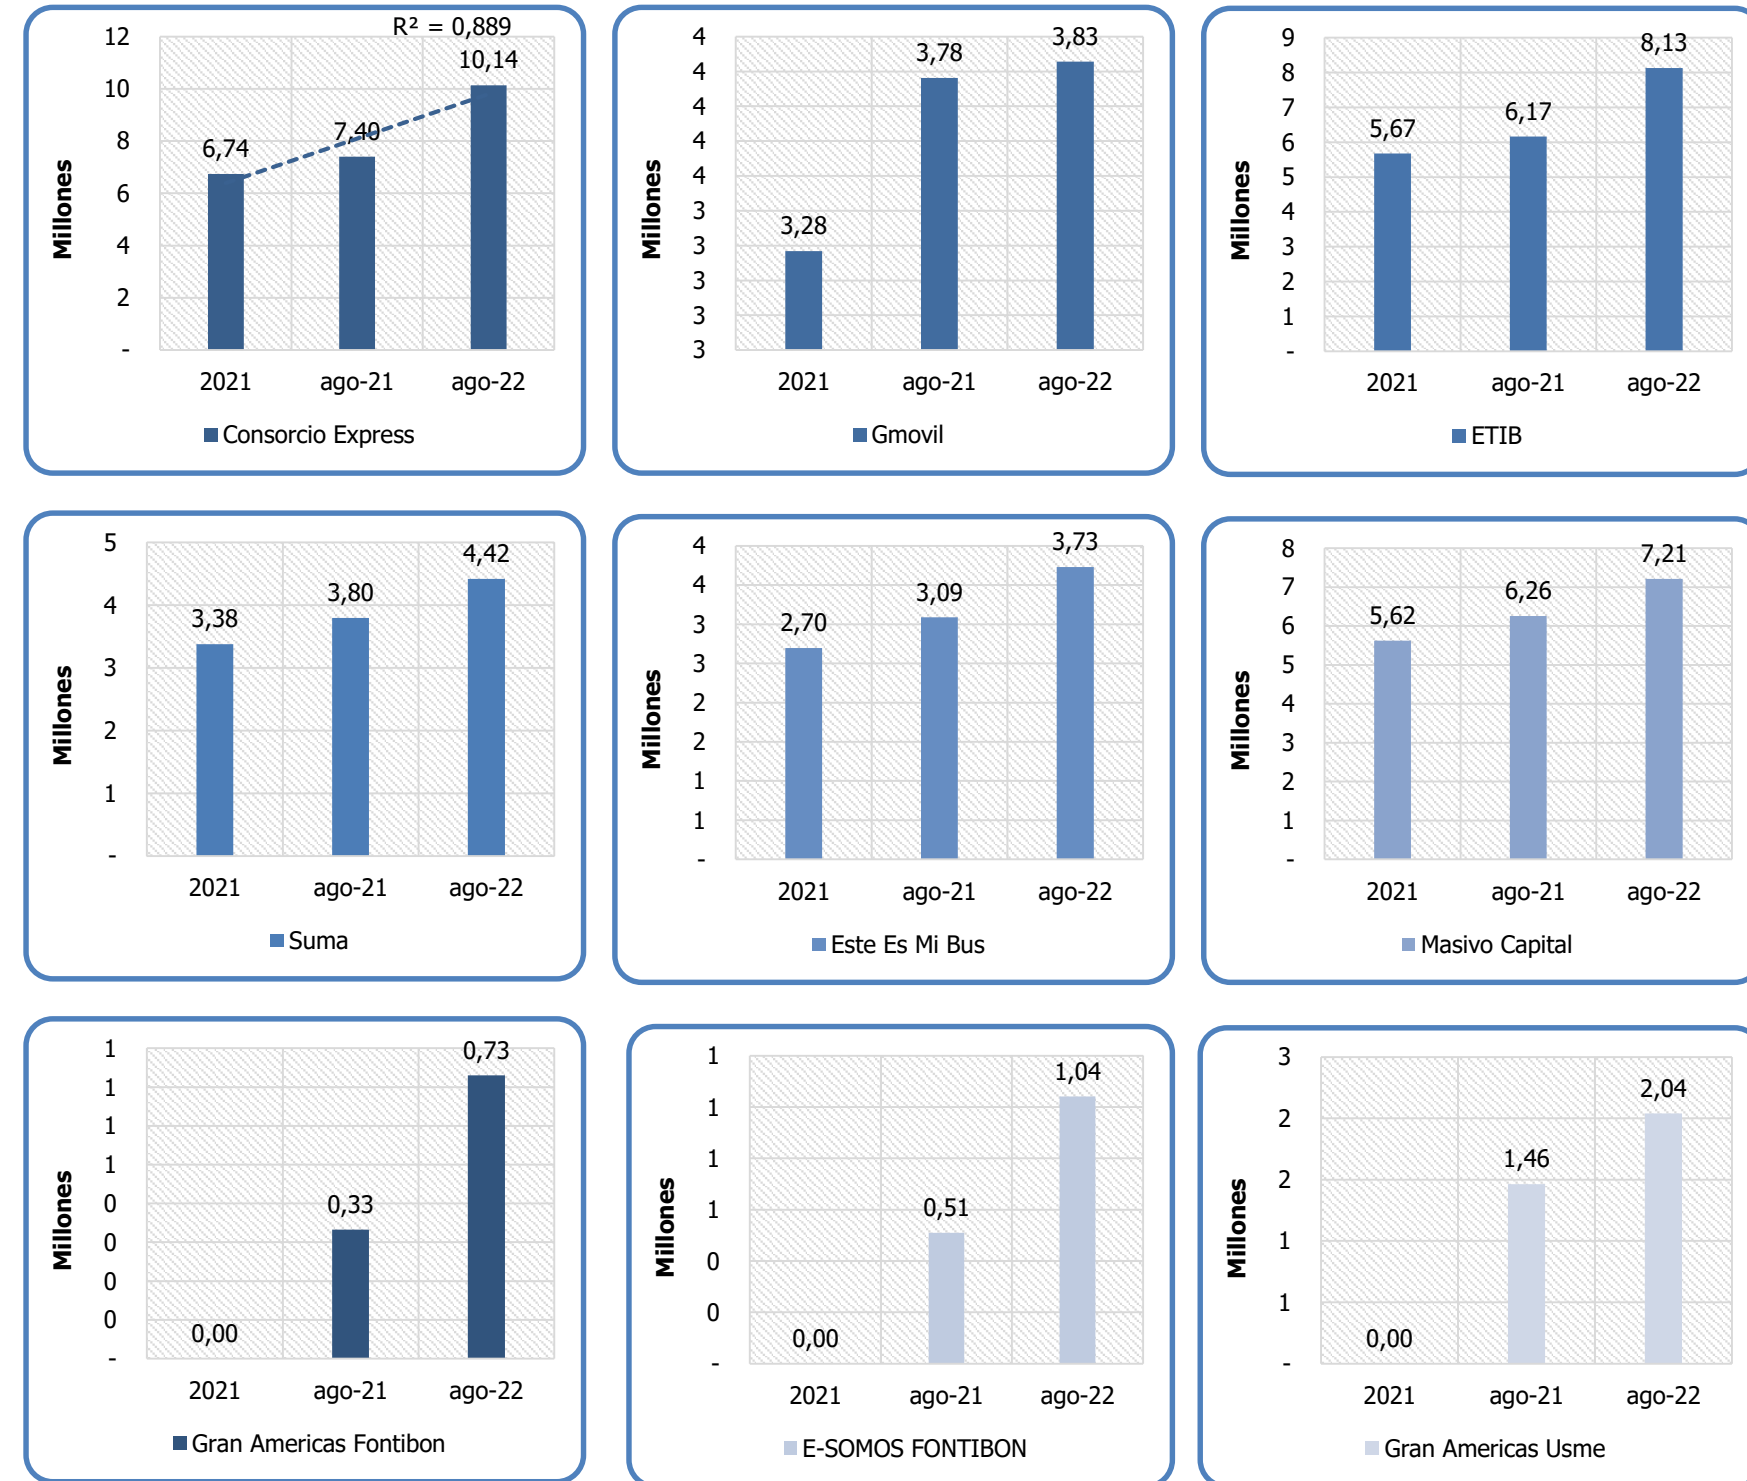 R² = 0,889
12
10
8
6
4
2
-
Millones
6,74
7,40
10,14
2021
ago-21
ago-22
Consorcio Express
4
4
4
4
4
3
3
3
3
3
Millones
3,28
3,78
3,83
2021
ago-21
ago-22
Gmovil
9
8
7
6
5
4
3
2
1
-
Millones
5,67
6,17
8,13
2021
ago-21
ago-22
ETIB
5
4
3
2
1
-
Millones
3,38
3,80
4,42
2021
ago-21
ago-22
Suma
4
4
3
3
2
2
1
1
-
Millones
2,70
3,09
3,73
2021
ago-21
ago-22
Este Es Mi Bus
8
7
6
5
4
3
2
1
-
Millones
5,62
6,26
7,21
2021
ago-21
ago-22
Masivo Capital
1
1
1
1
0
0
0
0
-
Millones
0,00
0,33
0,73
2021
ago-21
ago-22
Gran Americas Fontibon
1
1
1
1
0
0
-
Millones
0,00
0,51
1,04
2021
ago-21
ago-22
E-SOMOS FONTIBON
3
2
2
1
1
-
Millones
0,00
1,46
2,04
2021
ago-21
ago-22
Gran Americas Usme